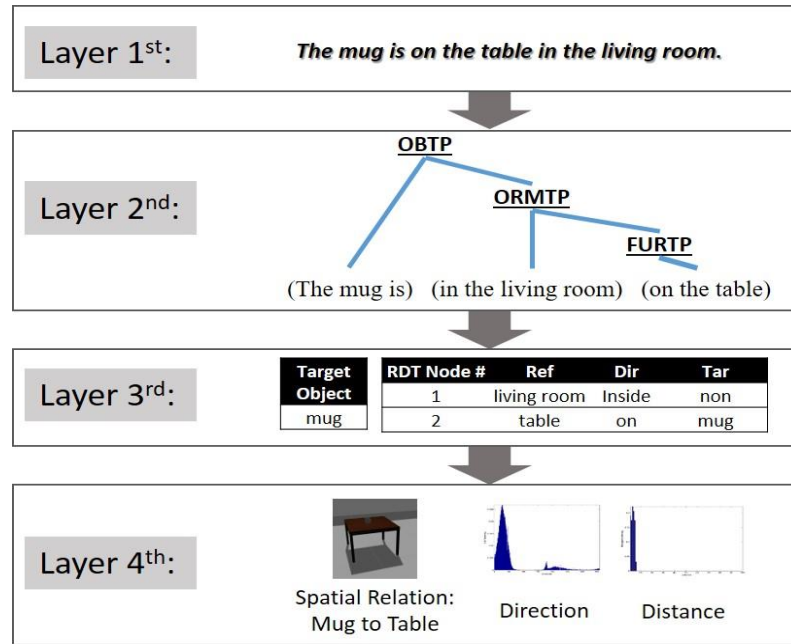 Layer 1st:
The mug is on the table in the living room.
Layer 2nd:
OBTP
ORMTP
FURTP
(The mug is) (in the living room) (on the table)
Layer 3rd:
Target
Object
mug
RDT Node # Ref Dir Tar
1 living room Inside non
2 table on mug
Layer 4th:
Spatial Relation:
Mug to Table
Direction
Distance